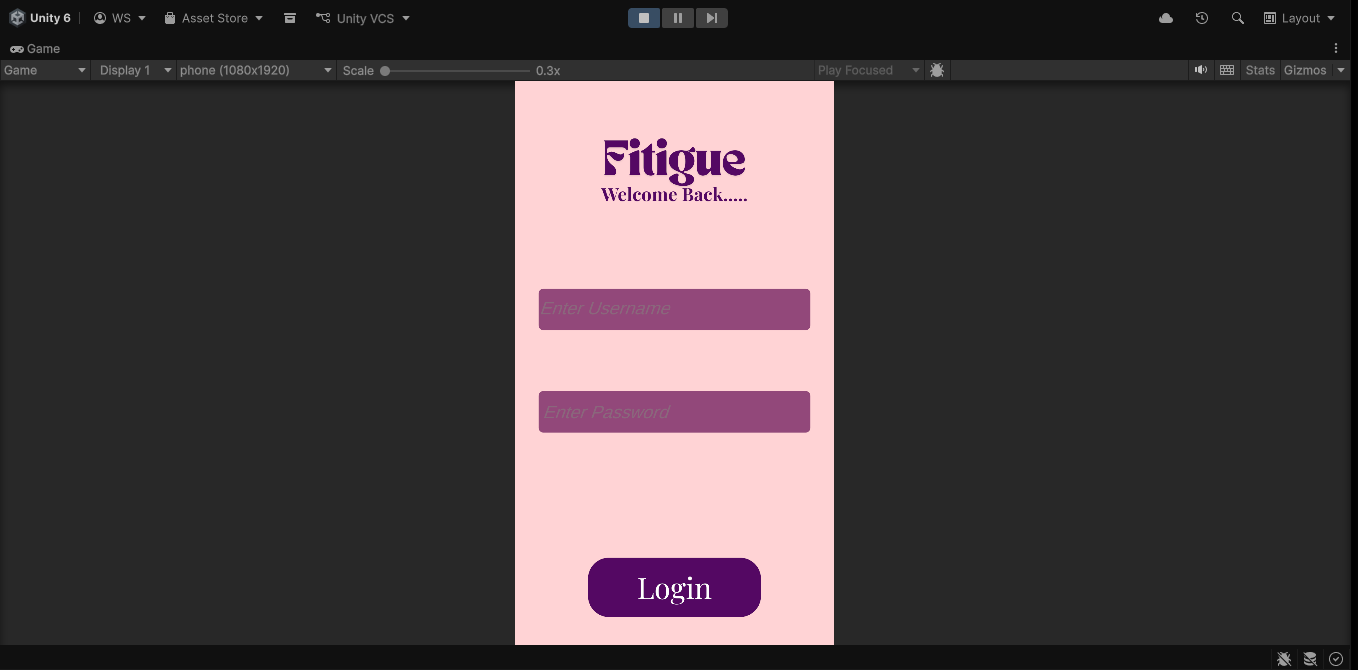 Unity 6 WS Asset Store Unity VCS Layout
Game
Game Display 1 phone (1080x1920) Scale 0.3x Play Focused Stats Gizmos
Fitigue
Welcome Back.....
Enter Username
Enter Password
Login